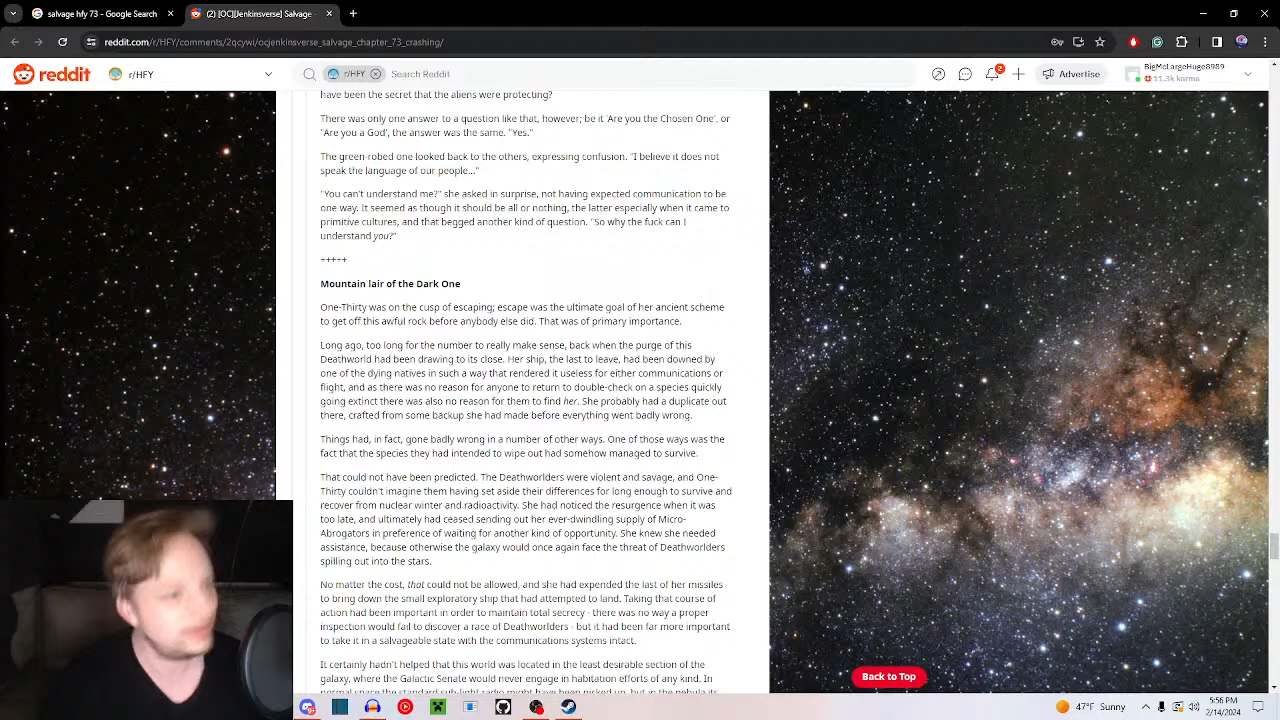 salvage hfy 73 - Google Search
(2) [OC][Jenkinsverse] Salvage -
reddit.com/r/HFY/comments/2qcywi/ocjenkinsverse_salvage_chapter_73_crashing/
reddit
r/HFY
r/HFY
Search Reddit
2
Advertise
BigMcLargeHuge8989
11.3k karma
have been the secret that the aliens were protecting?
There was only one answer to a question like that, however; be it 'Are you the Chosen One', or
'Are you a God', the answer was the same. "Yes."
The green-robed one looked back to the others, expressing confusion. "I believe it does not
speak the language of our people..."
"You can't understand me?" she asked in surprise, not having expected communication to be
one way. It seemed as though it should be all or nothing, the latter especially when it came to
primitive cultures, and that begged another kind of question. "So why the fuck can I
understand you?"
+++++
Mountain lair of the Dark One
One-Thirty was on the cusp of escaping; escape was the ultimate goal of her ancient scheme
to get off this awful rock before anybody else did. That was of primary importance.
Long ago, too long for the number to really make sense, back when the purge of this
Deathworld had been drawing to its close. Her ship, the last to leave, had been downed by
one of the dying natives in such a way that rendered it useless for either communications or
flight, and as there was no reason for anyone to return to double-check on a species quickly
going extinct there was also no reason for them to find her. She probably had a duplicate out
there, crafted from some backup she had made before everything went badly wrong.
Things had, in fact, gone badly wrong in a number of other ways. One of those ways was the
fact that the species they had intended to wipe out had somehow managed to survive.
That could not have been predicted. The Deathworlders were violent and savage, and One-
Thirty couldn't imagine them having set aside their differences for long enough to survive and
recover from nuclear winter and radioactivity. She had noticed the resurgence when it was
too late, and ultimately had ceased sending out her ever-dwindling supply of Micro-
Abrogators in preference of waiting for another kind of opportunity. She knew she needed
assistance, because otherwise the galaxy would once again face the threat of Deathworlders
spilling out into the stars.
No matter the cost, that could not be allowed, and she had expended the last of her missiles
to bring down the small exploratory ship that had attempted to land. Taking that course of
action had been important in order to maintain total secrecy - there was no way a proper
inspection would fail to discover a race of Deathworlders - but it had been far more important
to take it in a salvageable state with the communications systems intact.
It certainly hadn't helped that this world was located in the least desirable section of the
galaxy, where the Galactic Senate would never engage in habitation efforts of any kind. In
normal space the standard sub-light radio might have been picked up, but in the nebula its
Back to Top
47°F Sunny
5:56 PM
2/14/2024